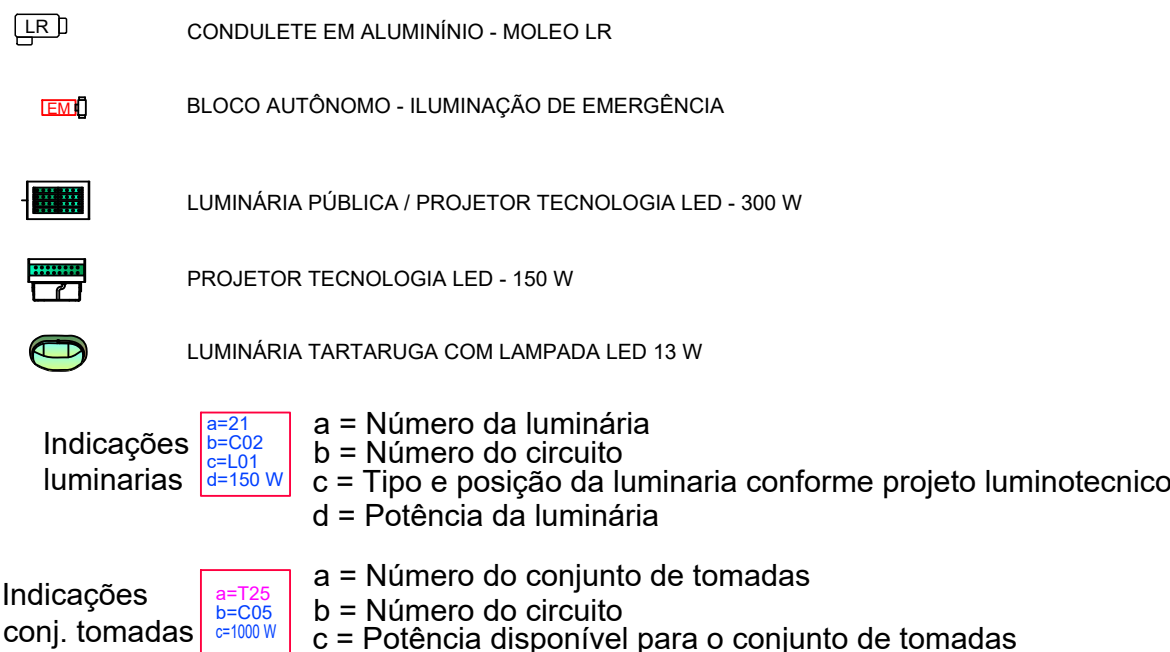 LR CONDULETE EM ALUMINÍNIO - MOLEO LR
EM BLOCO AUTÔNOMO - ILUMINAÇÃO DE EMERGÊNCIA
LUMINÁRIA PÚBLICA / PROJETOR TECNOLOGIA LED - 300 W
PROJETOR TECNOLOGIA LED - 150 W
LUMINÁRIA TARTARUGA COM LAMPADA LED 13 W
Indicações
luminarias
a=21
b=C02
c=L01
d=150 W
a = Número da luminária
b = Número do circuito
c = Tipo e posição da luminaria conforme projeto luminotecnico
d = Potência da luminária
Indicações
conj. tomadas
a=T25
b=C05
c=1000 W
a = Número do conjunto de tomadas
b = Número do circuito
c = Potência disponível para o conjunto de tomadas